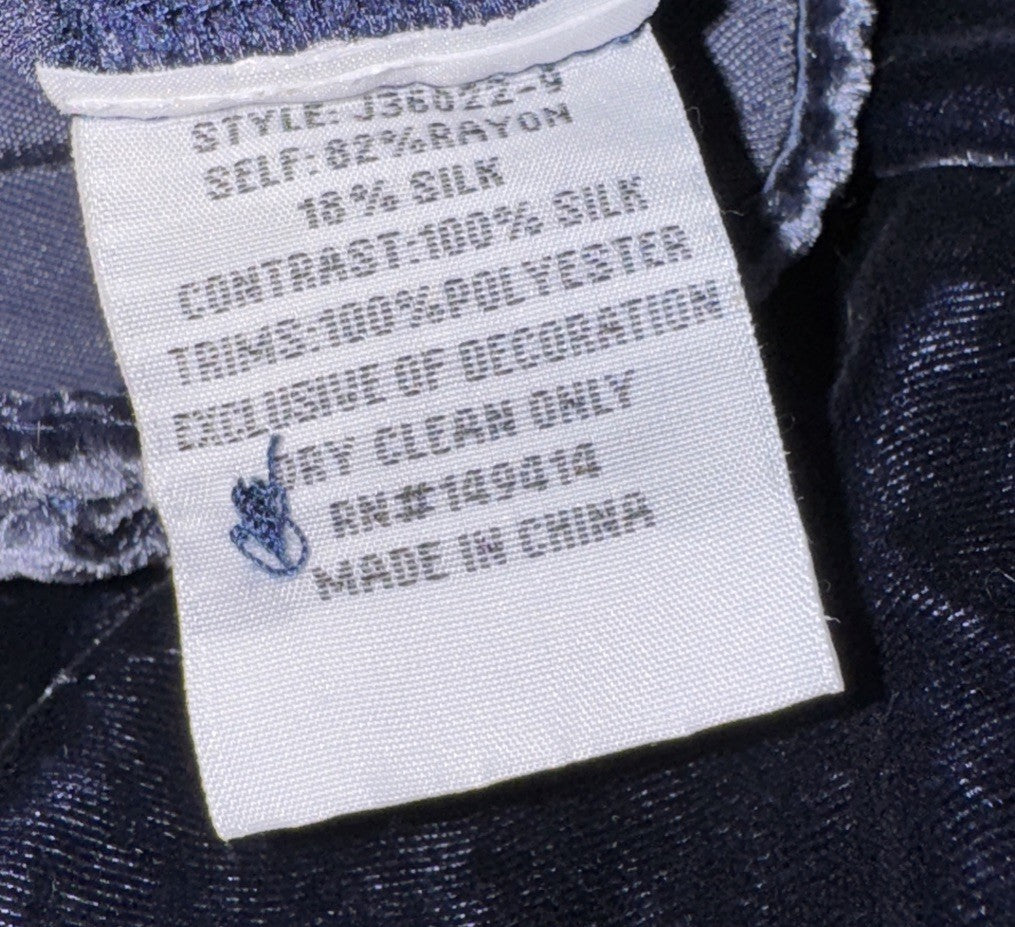 STYLE: J36022-9
SELF:82%RAYON
18% SILK
CONTRAST:100% SILK
TRIMS:100%POLYESTER
EXCLUSIVE OF DECORATION
DRY CLEAN ONLY
RN#149414
MADE IN CHINA